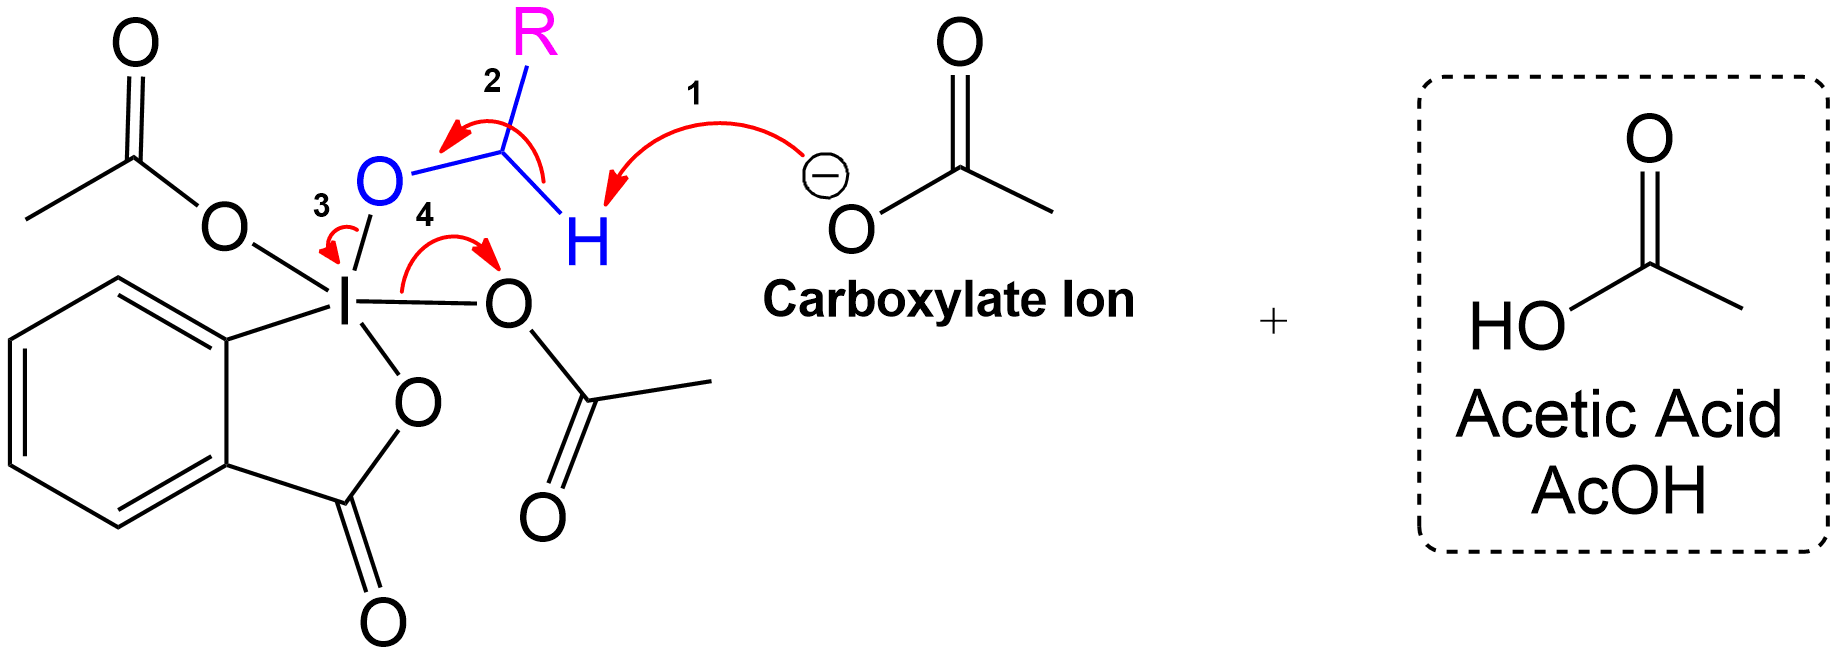 O
R
O
2
1
O
O
3
4
H
−
O
O
I
O
Carboxylate Ion
+
HO
O
Acetic Acid
AcOH
O
O